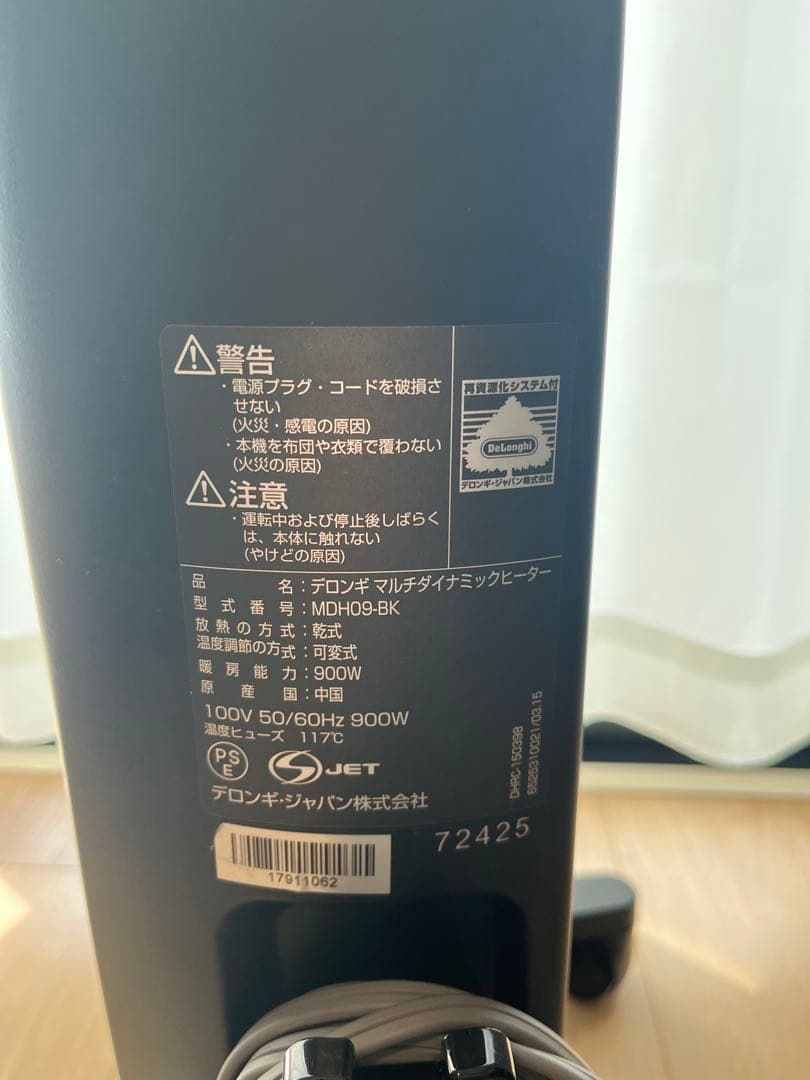 警告
・電源プラグ・コードを破損さ
せない
(火災・感電の原因)
・本機を布団や衣類で覆わない
(火災の原因)
注意
・運転中および停止後しばらく
は、本体に触れない
(やけどの原因)
再資源化システム付
DeLonghi
デロンギ・ジャパン株式会社
品名：デロンギ マルチダイナミックヒーター
型式番号：MDH09-BK
放熱の方式：乾式
温度調節の方式：可変式
暖房能力：900W
原産国：中国
100V 50/60Hz 900W
温度ヒューズ 117℃
PSE
S JET
デロンギ・ジャパン株式会社
DHRC-150398
6525310021/03.15
72425
17911062